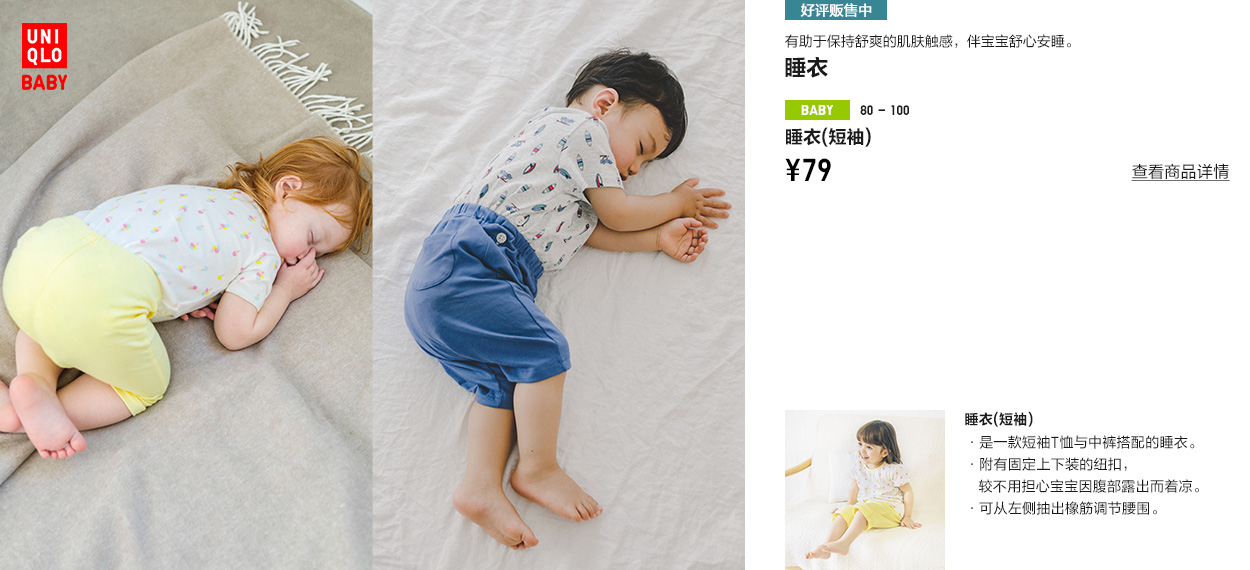 UNI
QLO
BABY
好评贩售中
有助于保持舒爽的肌肤触感，伴宝宝舒心安睡。
睡衣
BABY 80 – 100
睡衣(短袖)
¥79
查看商品详情
睡衣(短袖)
· 是一款短袖T恤与中裤搭配的睡衣。
· 附有固定上下装的纽扣，
较不用担心宝宝因腹部露出而着凉。
· 可从左侧抽出橡筋调节腰围。